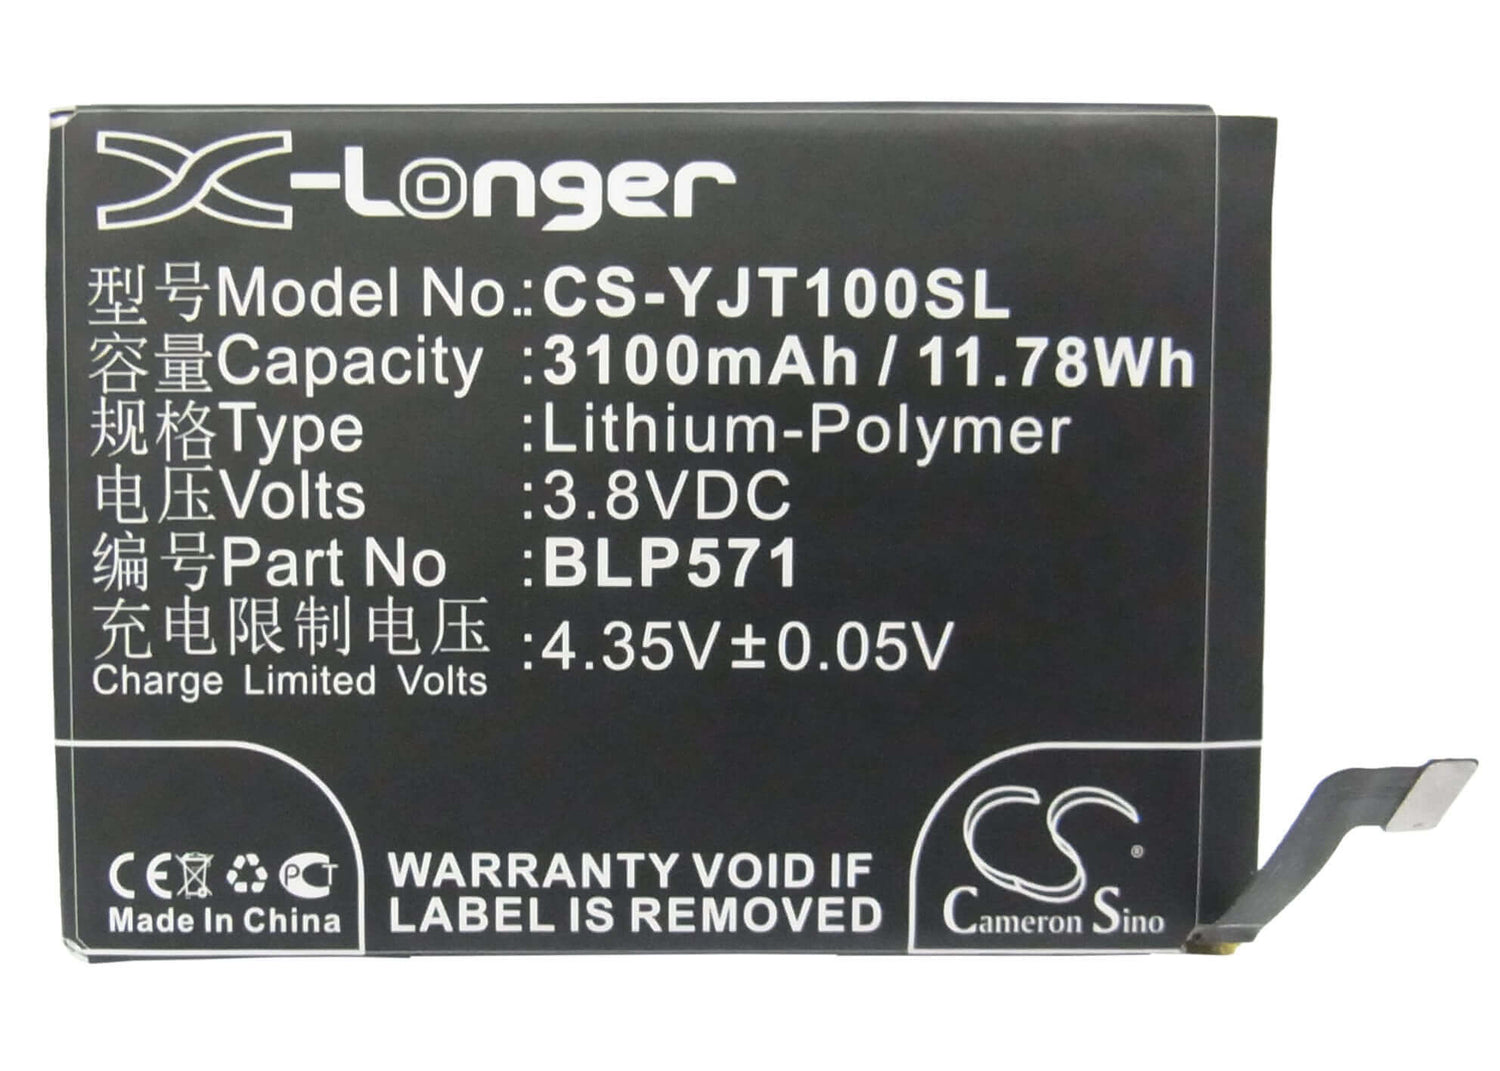 X-Longer
型号Model No.:CS-YJT100SL
容量Capacity :3100mAh / 11.78Wh
规格Type :Lithium-Polymer
电压Volts :3.8VDC
编号Part No :BLP571
充电限制电压
Charge Limited Volts :4.35V±0.05V
CE PCT
Made In China
WARRANTY VOID IF
LABEL IS REMOVED
CS ®
Cameron Sino